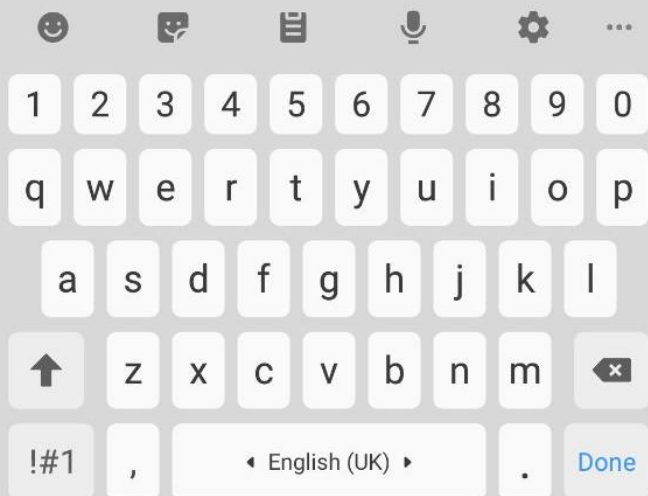 1 2 3 4 5 6 7 8 9 0
q w e r t y u i o p
a s d f g h j k l
z x c v b n m
!#1 , English (UK) . Done